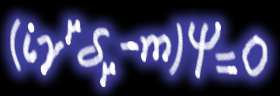 (iγ^μ ∂_μ - m)ψ = 0